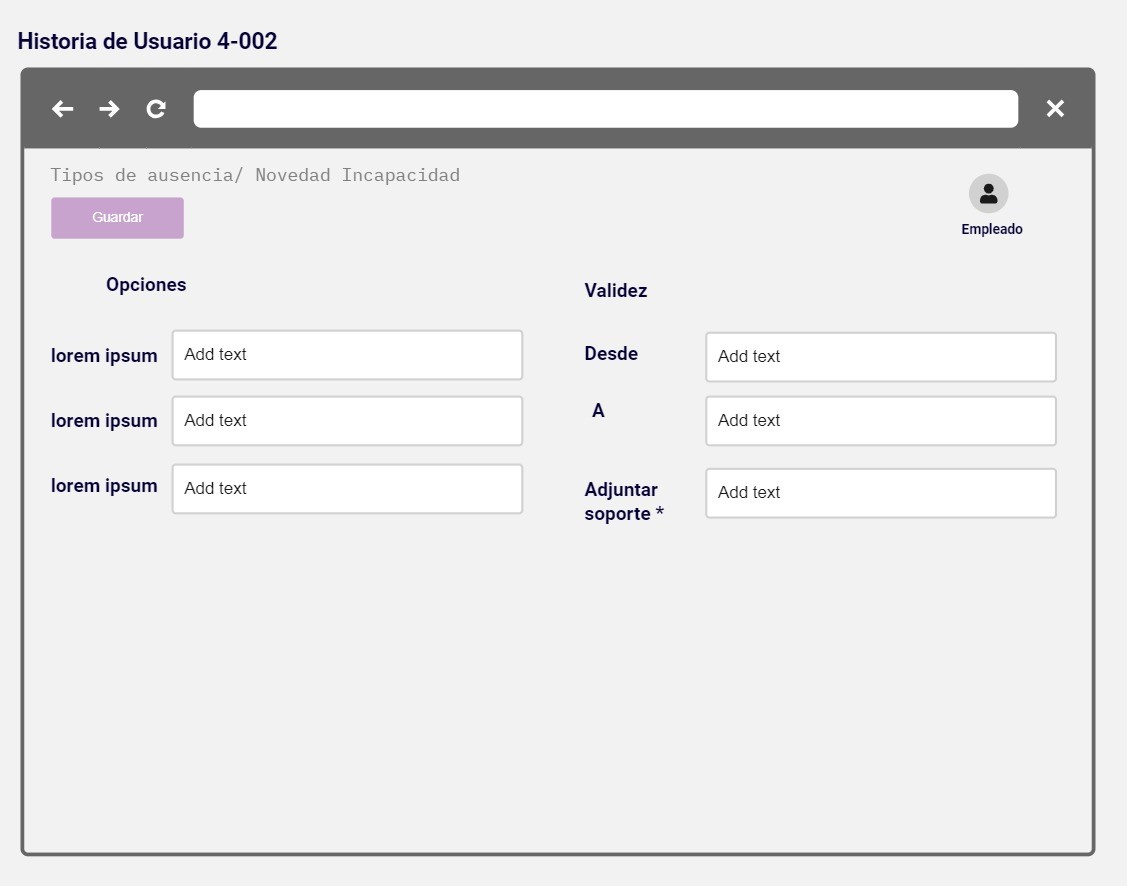 Historia de Usuario 4-002
Tipos de ausencia/ Novedad Incapacidad
Guardar
Empleado
Opciones
lorem ipsum Add text
lorem ipsum Add text
lorem ipsum Add text
Validez
Desde Add text
A Add text
Adjuntar
soporte * Add text